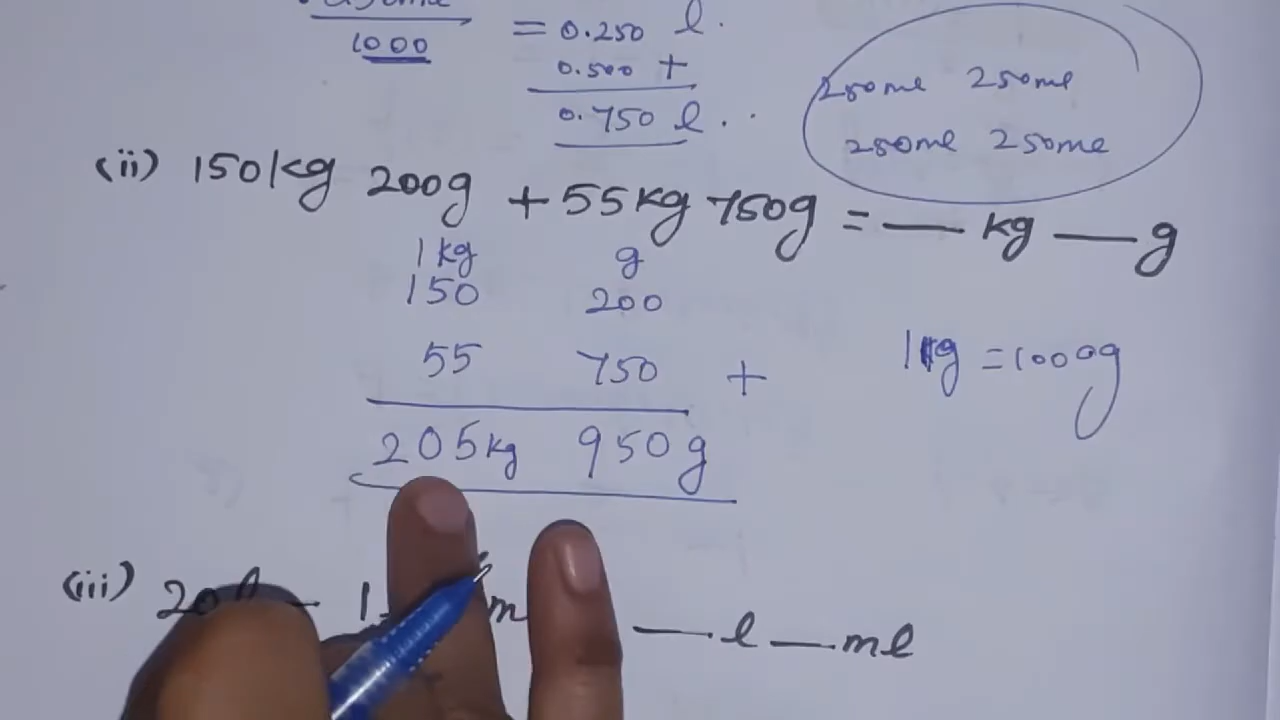 1000 = 0.250 l.
0.500 +
0.750 l . .
250ml 250ml
250ml 250ml
(ii) 150kg 200g + 55kg 750g = — kg — g
1kg g
150 200
55 750 +
1kg = 1000g
205kg 950g
(iii) — l — ml